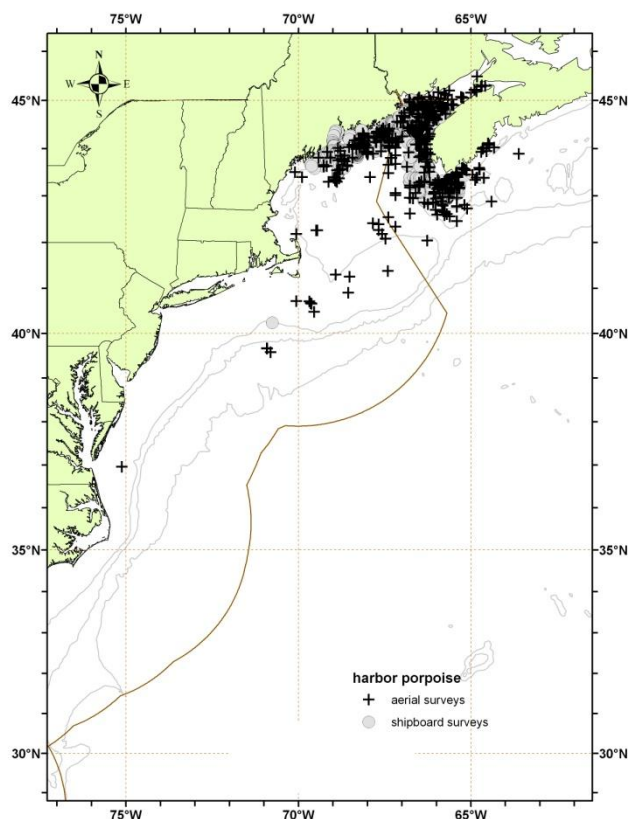 75°W 70°W 65°W
N
W E
S
45°N 45°N
40°N 40°N
35°N 35°N
harbor porpoise
aerial surveys
shipboard surveys
30°N 30°N
75°W 70°W 65°W